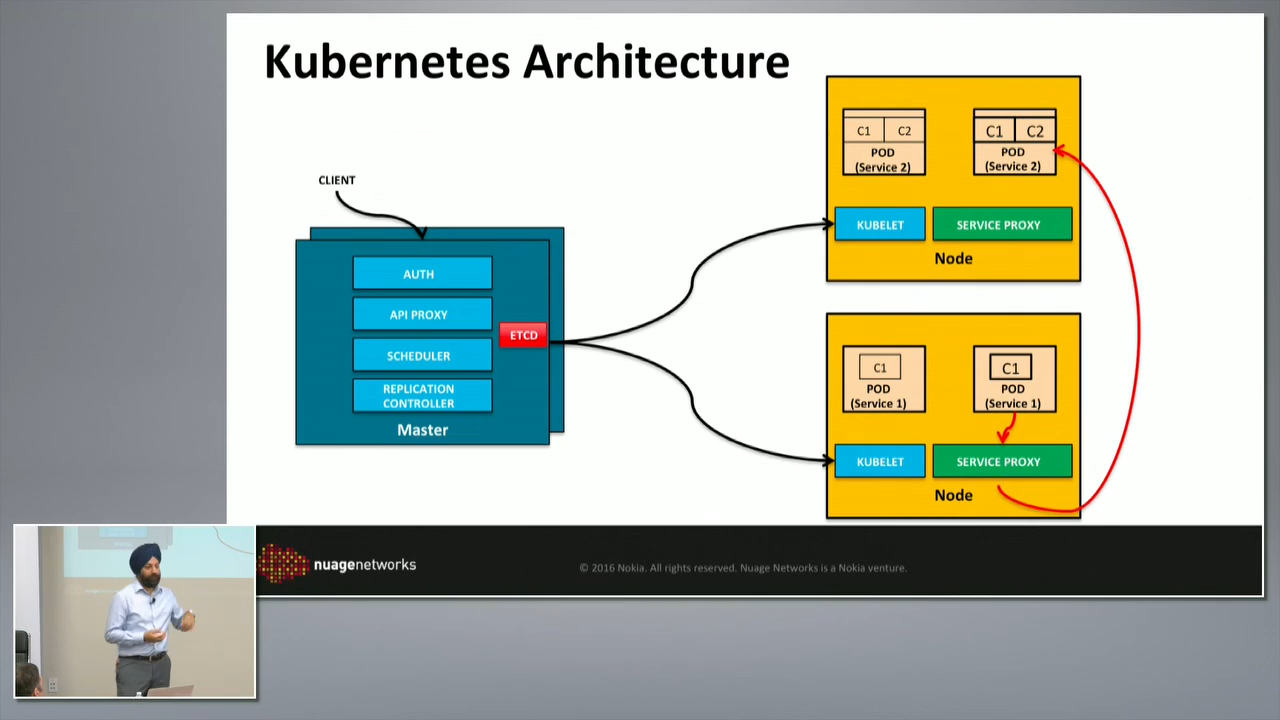 Kubernetes Architecture
CLIENT
AUTH
API PROXY
SCHEDULER
REPLICATION
CONTROLLER
ETCD
Master
C1 C2
POD
(Service 2)
C1 C2
POD
(Service 2)
KUBELET
SERVICE PROXY
Node
C1
POD
(Service 1)
C1
POD
(Service 1)
KUBELET
SERVICE PROXY
Node
nuagenetworks
© 2016 Nokia. All rights reserved. Nuage Networks is a Nokia venture.